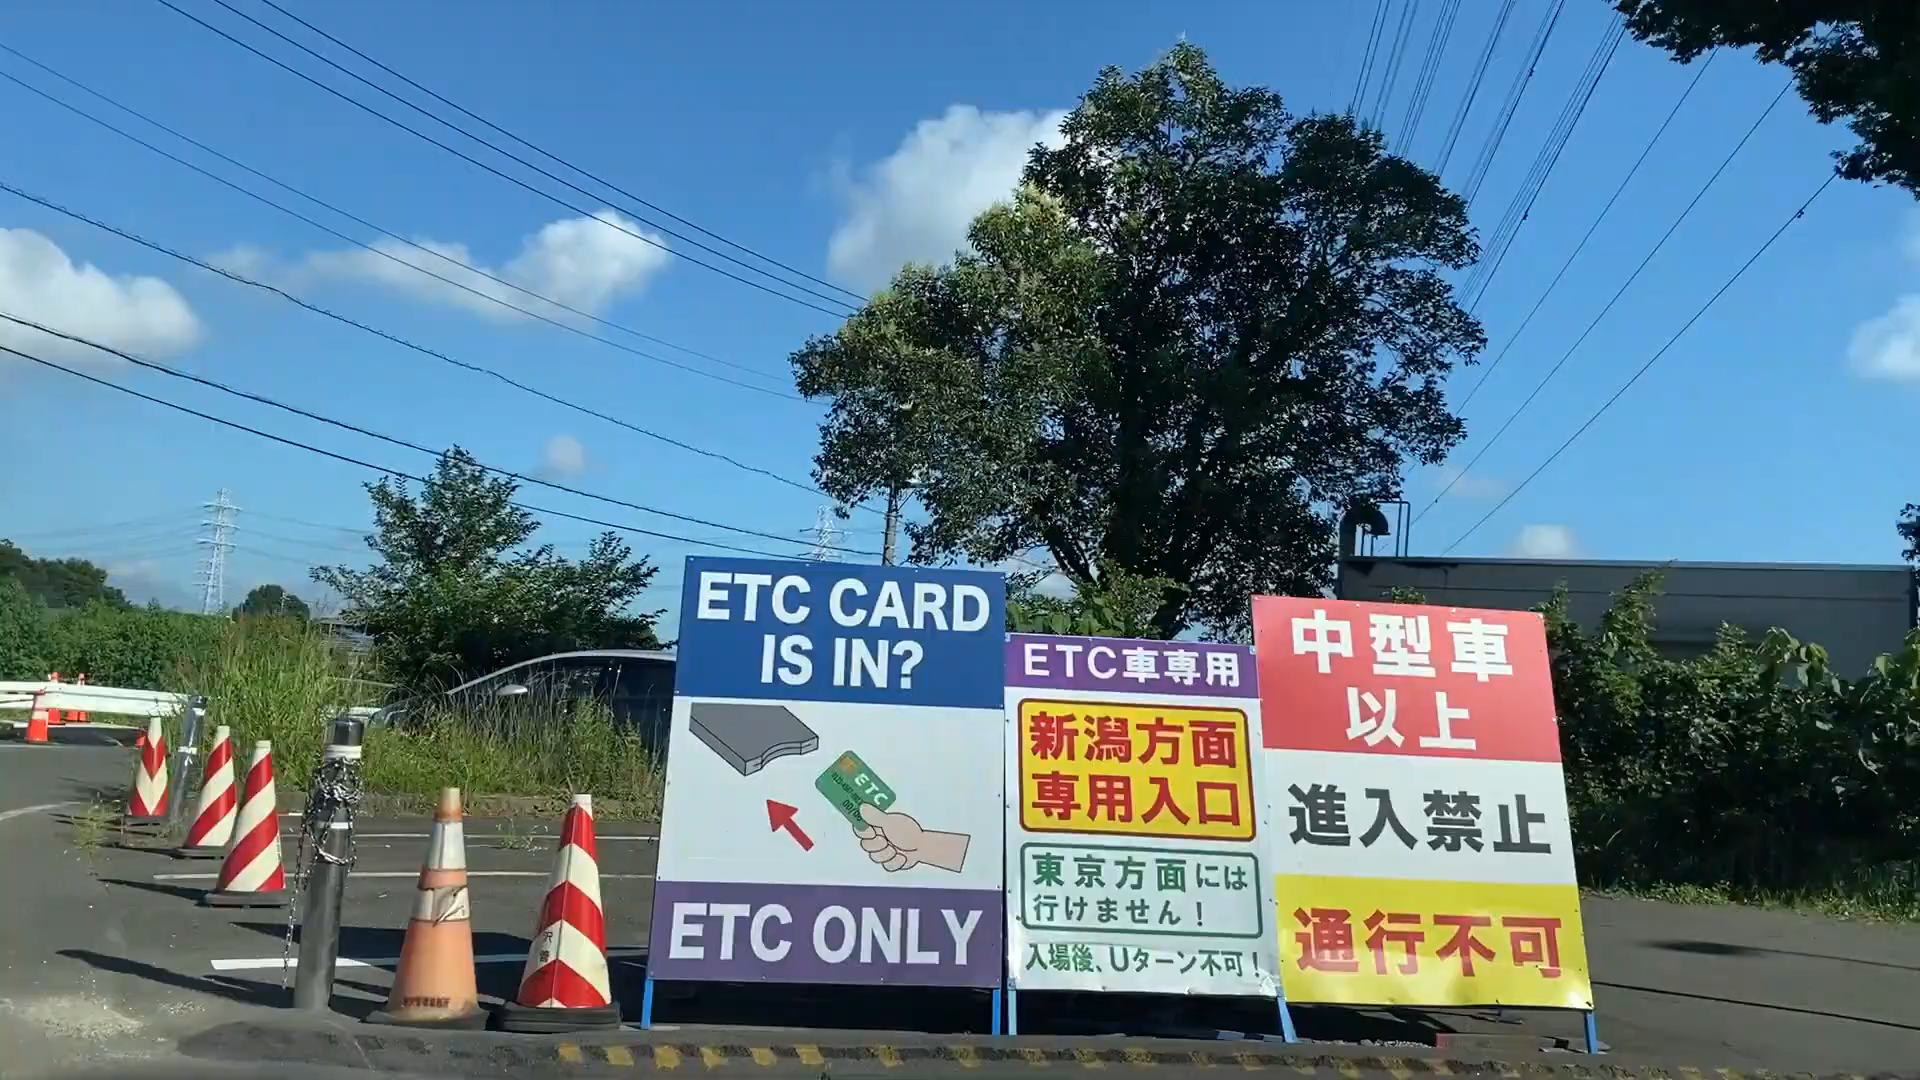 ETC CARD
IS IN?
ETC
ETC ONLY
ETC車専用
新潟方面
専用入口
東京方面には
行けません!
入場後、Uターン不可!
中型車
以上
進入禁止
通行不可